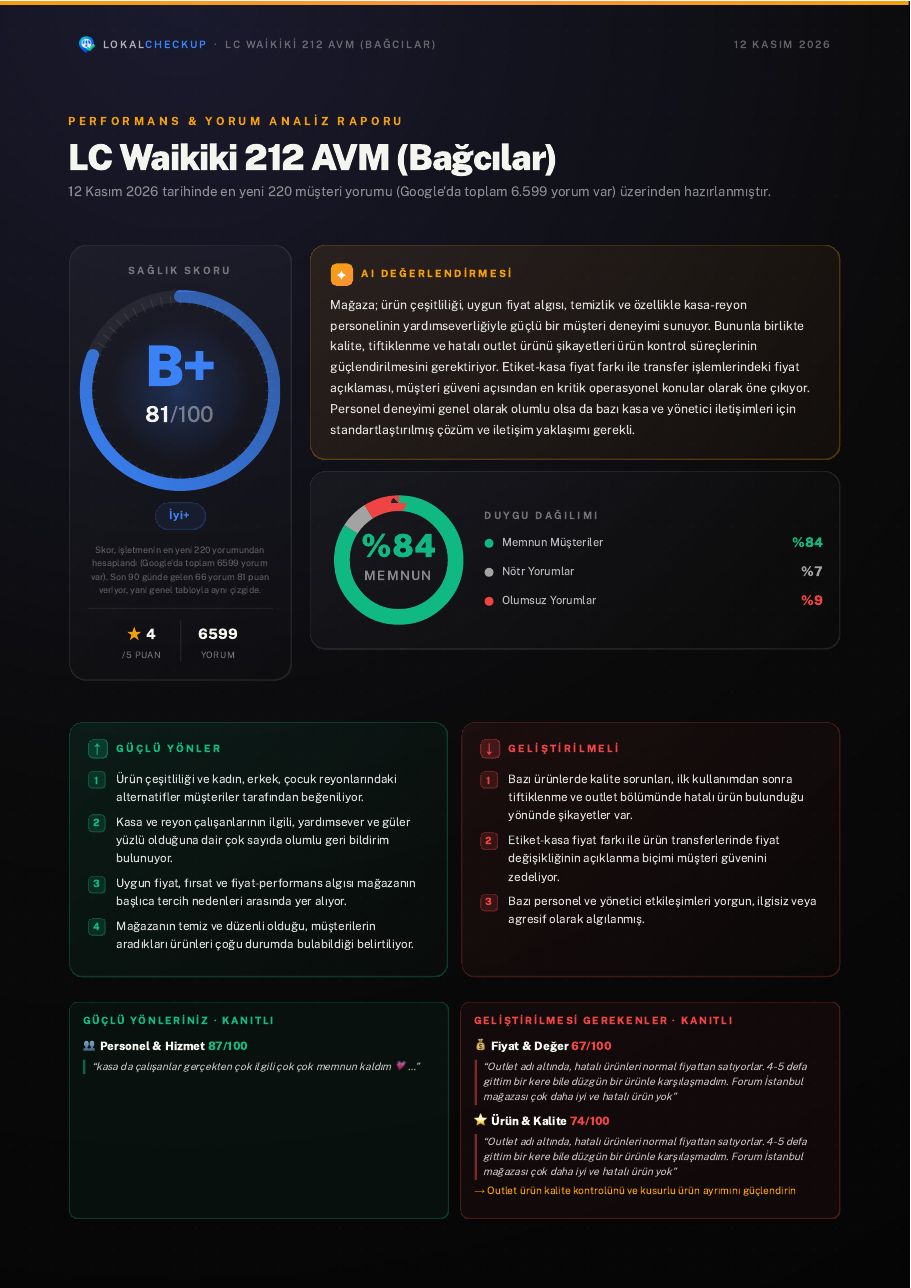 LOKALCHECKUP · LC WAİKİKİ 212 AVM (BAĞCILAR)
12 KASIM 2026
PERFORMANS & YORUM ANALİZ RAPORU
LC Waikiki 212 AVM (Bağcılar)
12 Kasım 2026 tarihinde en yeni 220 müşteri yorumu (Google'da toplam 6.599 yorum var) üzerinden hazırlanmıştır.
SAĞLIK SKORU
B+
81/100
İyi+
Skor, işletmenin en yeni 220 yorumundan
hesaplandı (Google'da toplam 6599 yorum
var). Son 90 günde gelen 66 yorum 81 puan
veriyor, yani genel tabloyla aynı çizgide.
★ 4
/5 PUAN
6599
YORUM
AI DEĞERLENDİRMESİ
Mağaza; ürün çeşitliliği, uygun fiyat algısı, temizlik ve özellikle kasa-reyon
personelinin yardımseverliğiyle güçlü bir müşteri deneyimi sunuyor. Bununla birlikte
kalite, tiftiklenme ve hatalı outlet ürünü şikayetleri ürün kontrol süreçlerinin
güçlendirilmesini gerektiriyor. Etiket-kasa fiyat farkı ile transfer işlemlerindeki fiyat
açıklaması, müşteri güveni açısından en kritik operasyonel konular olarak öne çıkıyor.
Personel deneyimi genel olarak olumlu olsa da bazı kasa ve yönetici iletişimleri için
standartlaştırılmış çözüm ve iletişim yaklaşımı gerekli.
%84
MEMNUN
DUYGU DAĞILIMI
Memnun Müşteriler %84
Nötr Yorumlar %7
Olumsuz Yorumlar %9
↑ GÜÇLÜ YÖNLER
1 Ürün çeşitliliği ve kadın, erkek, çocuk reyonlarındaki
alternatifler müşteriler tarafından beğeniliyor.
2 Kasa ve reyon çalışanlarının ilgili, yardımsever ve güler
yüzlü olduğuna dair çok sayıda olumlu geri bildirim
bulunuyor.
3 Uygun fiyat, fırsat ve fiyat-performans algısı mağazanın
başlıca tercih nedenleri arasında yer alıyor.
4 Mağazanın temiz ve düzenli olduğu, müşterilerin
aradıkları ürünleri çoğu durumda bulabildiği belirtiliyor.
↓ GELİŞTİRİLMELİ
1 Bazı ürünlerde kalite sorunları, ilk kullanımdan sonra
tiftiklenme ve outlet bölümünde hatalı ürün bulunduğu
yönünde şikayetler var.
2 Etiket-kasa fiyat farkı ile ürün transferlerinde fiyat
değişikliğinin açıklanma biçimi müşteri güvenini
zedeliyor.
3 Bazı personel ve yönetici etkileşimleri yorgun, ilgisiz veya
agresif olarak algılanmış.
GÜÇLÜ YÖNLERİNİZ · KANITLI
👥 Personel & Hizmet 87/100
“kasa da çalışanlar gerçekten çok ilgili çok çok memnun kaldım 💗 …”
GELİŞTİRİLMESİ GEREKENLER · KANITLI
💰 Fiyat & Değer 67/100
“Outlet adı altında, hatalı ürünleri normal fiyattan satıyorlar. 4-5 defa
gittim bir kere bile düzgün bir ürünle karşılaşmadım. Forum İstanbul
mağazası çok daha iyi ve hatalı ürün yok”
⭐ Ürün & Kalite 74/100
“Outlet adı altında, hatalı ürünleri normal fiyattan satıyorlar. 4-5 defa
gittim bir kere bile düzgün bir ürünle karşılaşmadım. Forum İstanbul
mağazası çok daha iyi ve hatalı ürün yok”
→ Outlet ürün kalite kontrolünü ve kusurlu ürün ayrımını güçlendirin